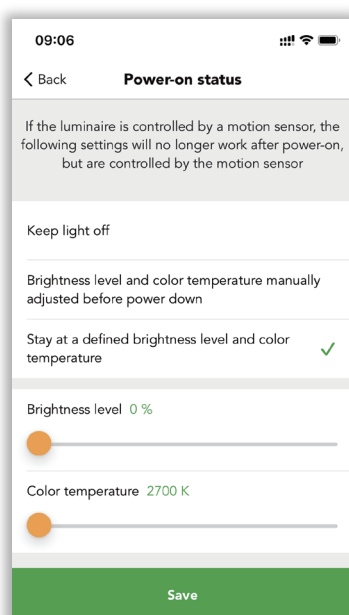 09:06
Back
Power-on status
If the luminaire is controlled by a motion sensor, the
following settings will no longer work after power-on,
but are controlled by the motion sensor
Keep light off
Brightness level and color temperature manually
adjusted before power down
Stay at a defined brightness level and color
temperature
Brightness level 0 %
Color temperature 2700 K
Save